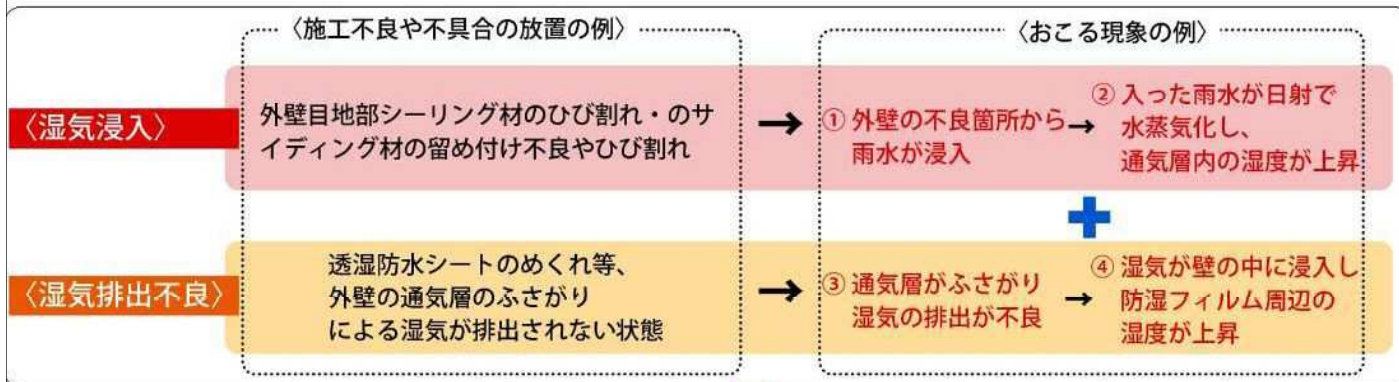 〈施工不良や不具合の放置の例〉
〈おこる現象の例〉
〈湿気浸入〉
外壁目地部シーリング材のひび割れ・のサ
イディング材の留め付け不良やひび割れ
→
① 外壁の不良箇所から
雨水が浸入
→
② 入った雨水が日射で
水蒸気化し、
通気層内の湿度が上昇
〈湿気排出不良〉
透湿防水シートのめくれ等、
外壁の通気層のふさがり
による湿気が排出されない状態
→
③ 通気層がふさがり
湿気の排出が不良
→
④ 湿気が壁の中に浸入し
防湿フィルム周辺の
湿度が上昇